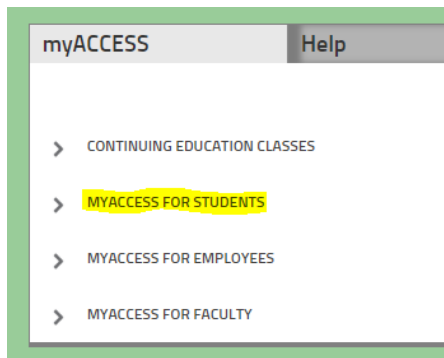 myACCESS Help
CONTINUING EDUCATION CLASSES
MYACCESS FOR STUDENTS
MYACCESS FOR EMPLOYEES
MYACCESS FOR FACULTY